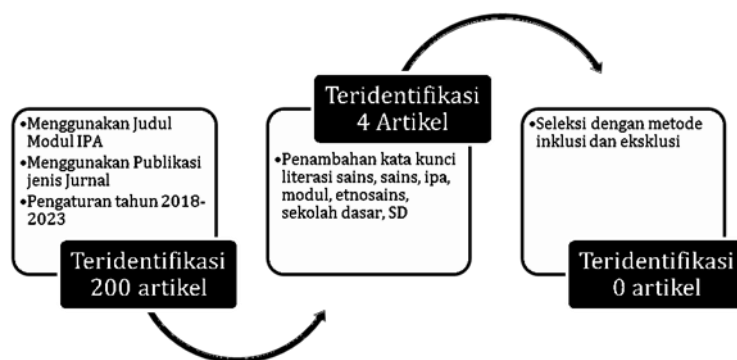 •Menggunakan Judul
Modul IPA
•Menggunakan Publikasi
jenis Jurnal
•Pengaturan tahun 2018-
2023
Teridentifikasi
200 artikel
Teridentifikasi
4 Artikel
•Penambahan kata kunci
literasi sains, sains, ipa,
modul, etnosains,
sekolah dasar, SD
•Seleksi dengan metode
inklusi dan eksklusi
Teridentifikasi
0 artikel